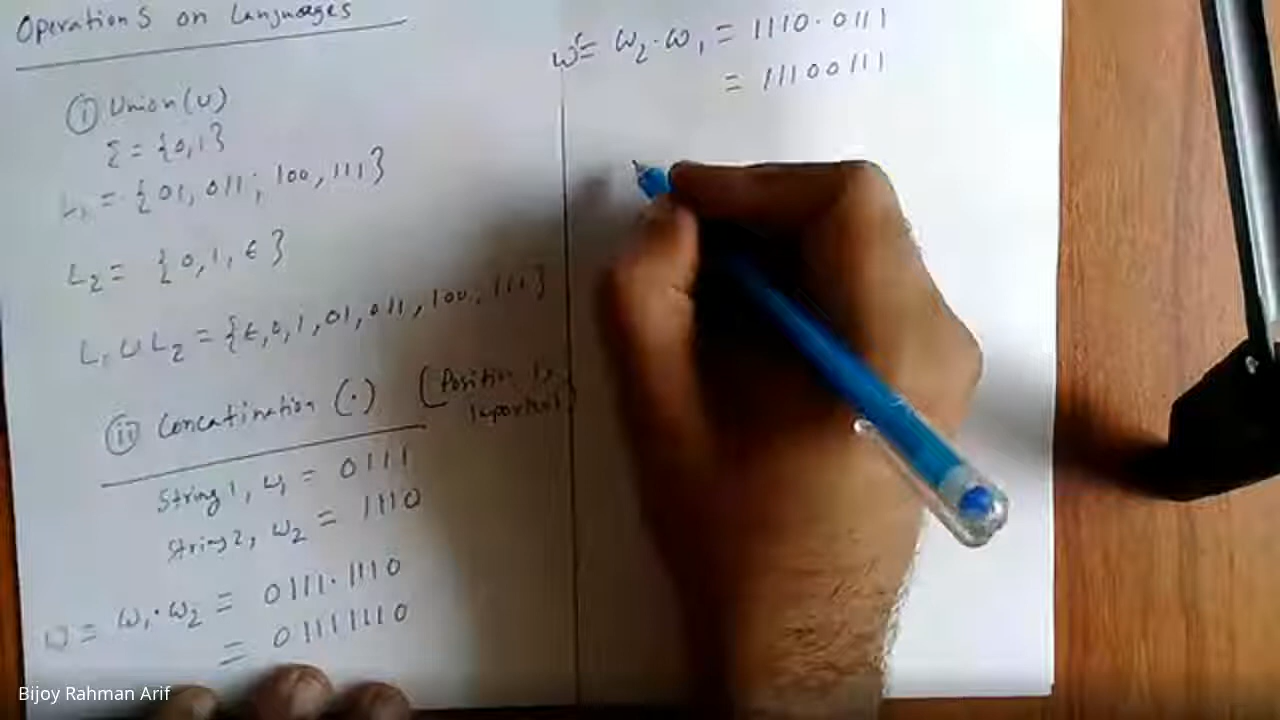 Operations on Languages
(i) Union (U)
Σ = {0,1}
L₁ = {01, 011, 100, 111}
L₂ = {0, 1, ϵ}
L₁ ∪ L₂ = {ϵ, 0, 1, 01, 011, 100, 111}
(ii) Concatination (·) (Position is
important)
String 1, ω₁ = 0111
String 2, ω₂ = 1110
ω = ω₁·ω₂ = 0111·1110
= 01111110
ω′ = ω₂·ω₁ = 1110·0111
= 11100111
Bijoy Rahman Arif